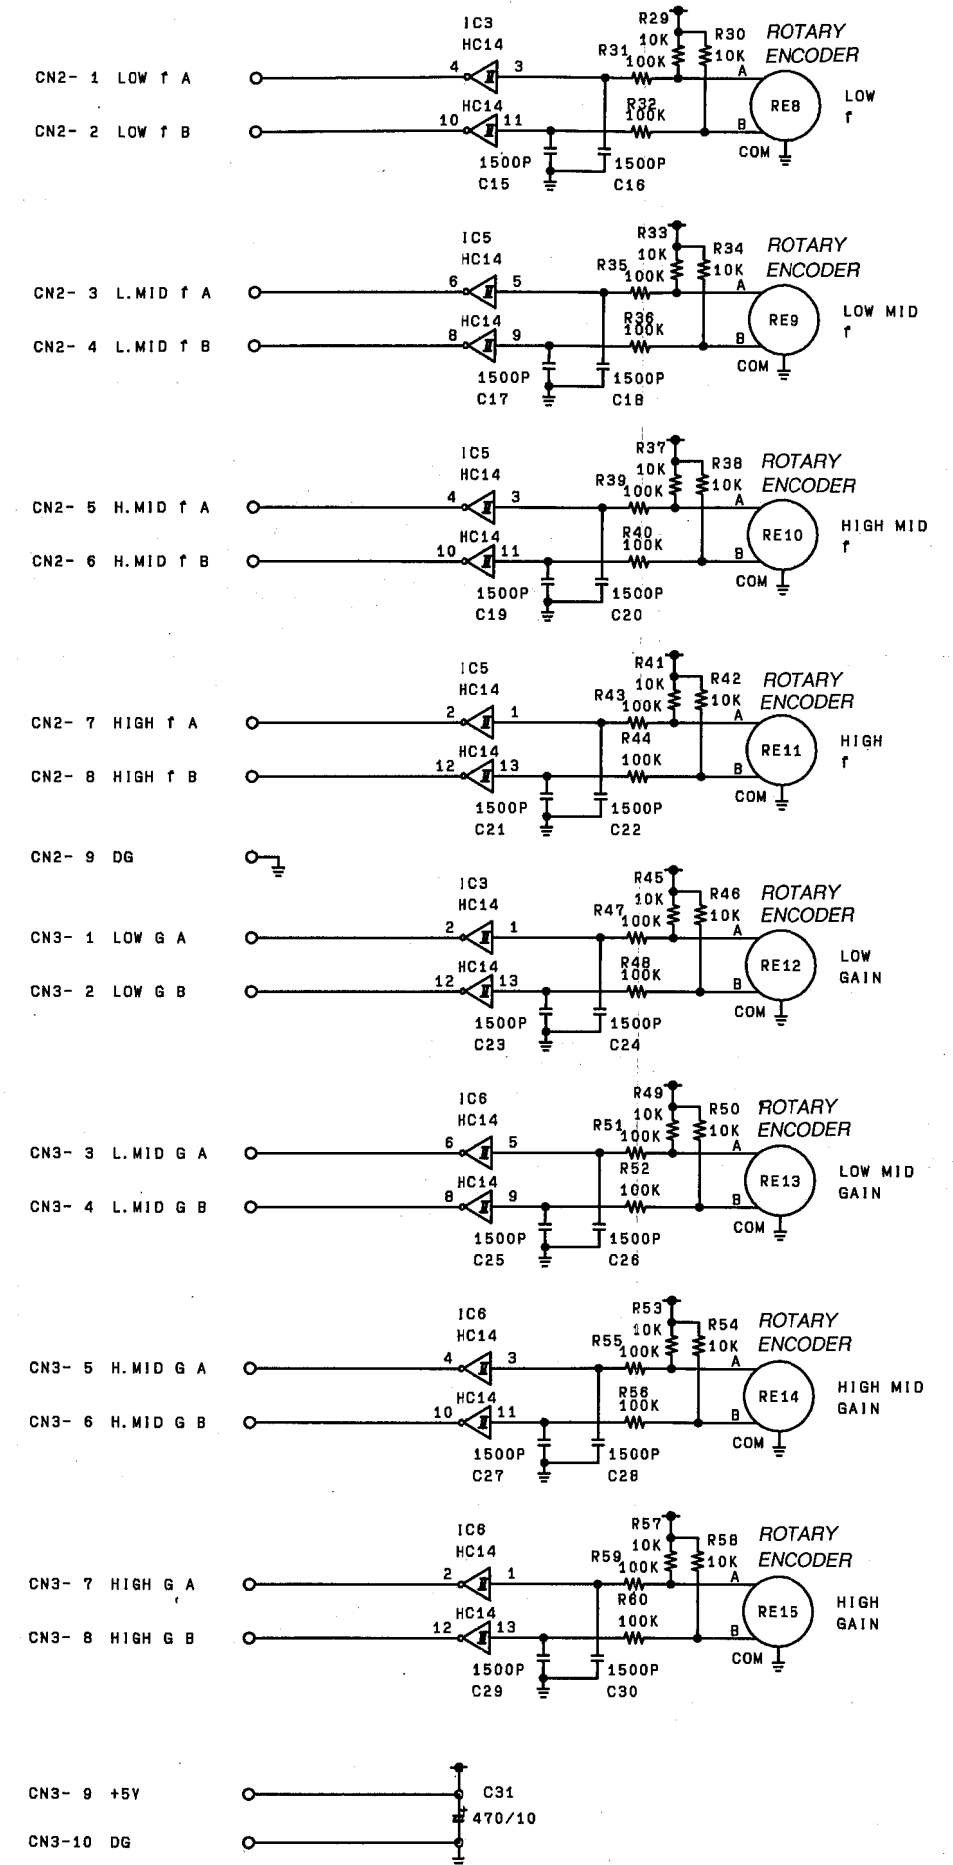 IC3
HC14
R29
10K
R30
10K
ROTARY
ENCODER
R31
100K
CN2- 1 LOW f A
4
3
A
RE8
LOW
f
HC14
R32
100K
CN2- 2 LOW f B
10
11
B
COM
1500P
C15
1500P
C16
IC5
HC14
R33
10K
R34
10K
ROTARY
ENCODER
R35
100K
CN2- 3 L.MID f A
6
5
A
RE9
LOW MID
f
HC14
R36
100K
CN2- 4 L.MID f B
8
9
B
COM
1500P
C17
1500P
C18
IC5
HC14
R37
10K
R38
10K
ROTARY
ENCODER
R39
100K
CN2- 5 H.MID f A
4
3
A
RE10
HIGH MID
f
HC14
R40
100K
CN2- 6 H.MID f B
10
11
B
COM
1500P
C19
1500P
C20
IC5
HC14
R41
10K
R42
10K
ROTARY
ENCODER
R43
100K
CN2- 7 HIGH f A
2
1
A
RE11
HIGH
f
HC14
R44
100K
CN2- 8 HIGH f B
12
13
B
COM
1500P
C21
1500P
C22
CN2- 9 DG
IC3
HC14
R45
10K
R46
10K
ROTARY
ENCODER
R47
100K
CN3- 1 LOW G A
2
1
A
RE12
LOW
GAIN
HC14
R48
100K
CN3- 2 LOW G B
12
13
B
COM
1500P
C23
1500P
C24
IC6
HC14
R49
10K
R50
10K
ROTARY
ENCODER
R51
100K
CN3- 3 L.MID G A
6
5
A
RE13
LOW MID
GAIN
HC14
R52
100K
CN3- 4 L.MID G B
8
9
B
COM
1500P
C25
1500P
C26
IC6
HC14
R53
10K
R54
10K
ROTARY
ENCODER
R55
100K
CN3- 5 H.MID G A
4
3
A
RE14
HIGH MID
GAIN
HC14
R56
100K
CN3- 6 H.MID G B
10
11
B
COM
1500P
C27
1500P
C28
IC6
HC14
R57
10K
R58
10K
ROTARY
ENCODER
R59
100K
CN3- 7 HIGH G A
2
1
A
RE15
HIGH
GAIN
HC14
R60
100K
CN3- 8 HIGH G B
12
13
B
COM
1500P
C29
1500P
C30
CN3- 9 +5V
C31
+
470/10
CN3-10 DG